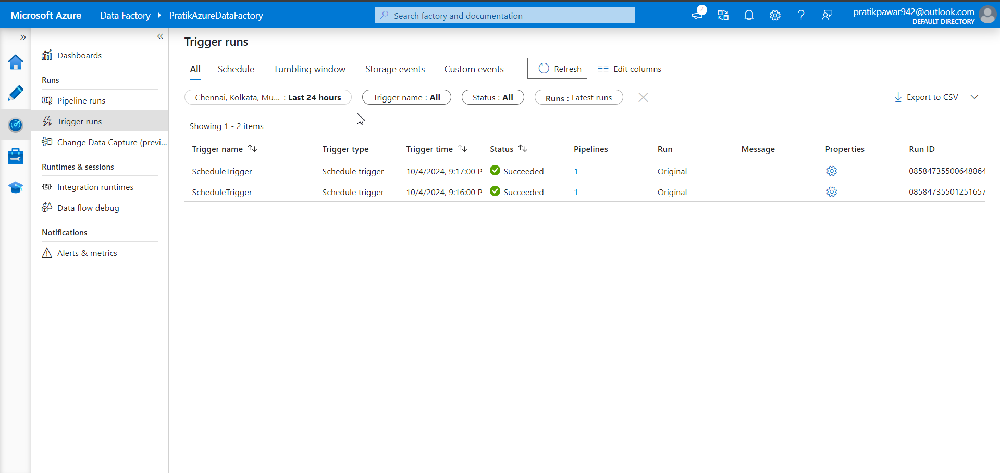 Microsoft Azure | Data Factory ▸ PratikAzureDataFactory
Search factory and documentation
2
pratikpawar942@outlook.com
DEFAULT DIRECTORY
Dashboards
Runs
Pipeline runs
Trigger runs
Change Data Capture (previ...
Runtimes & sessions
Integration runtimes
Data flow debug
Notifications
Alerts & metrics
Trigger runs
All Schedule Tumbling window Storage events Custom events Refresh Edit columns
Chennai, Kolkata, Mu... : Last 24 hours Trigger name : All Status : All Runs : Latest runs Export to CSV
Showing 1 - 2 items
Trigger name Trigger type Trigger time Status Pipelines Run Message Properties Run ID
ScheduleTrigger Schedule trigger 10/4/2024, 9:17:00 P Succeeded 1 Original 08584735500648864
ScheduleTrigger Schedule trigger 10/4/2024, 9:16:00 P Succeeded 1 Original 08584735501251657